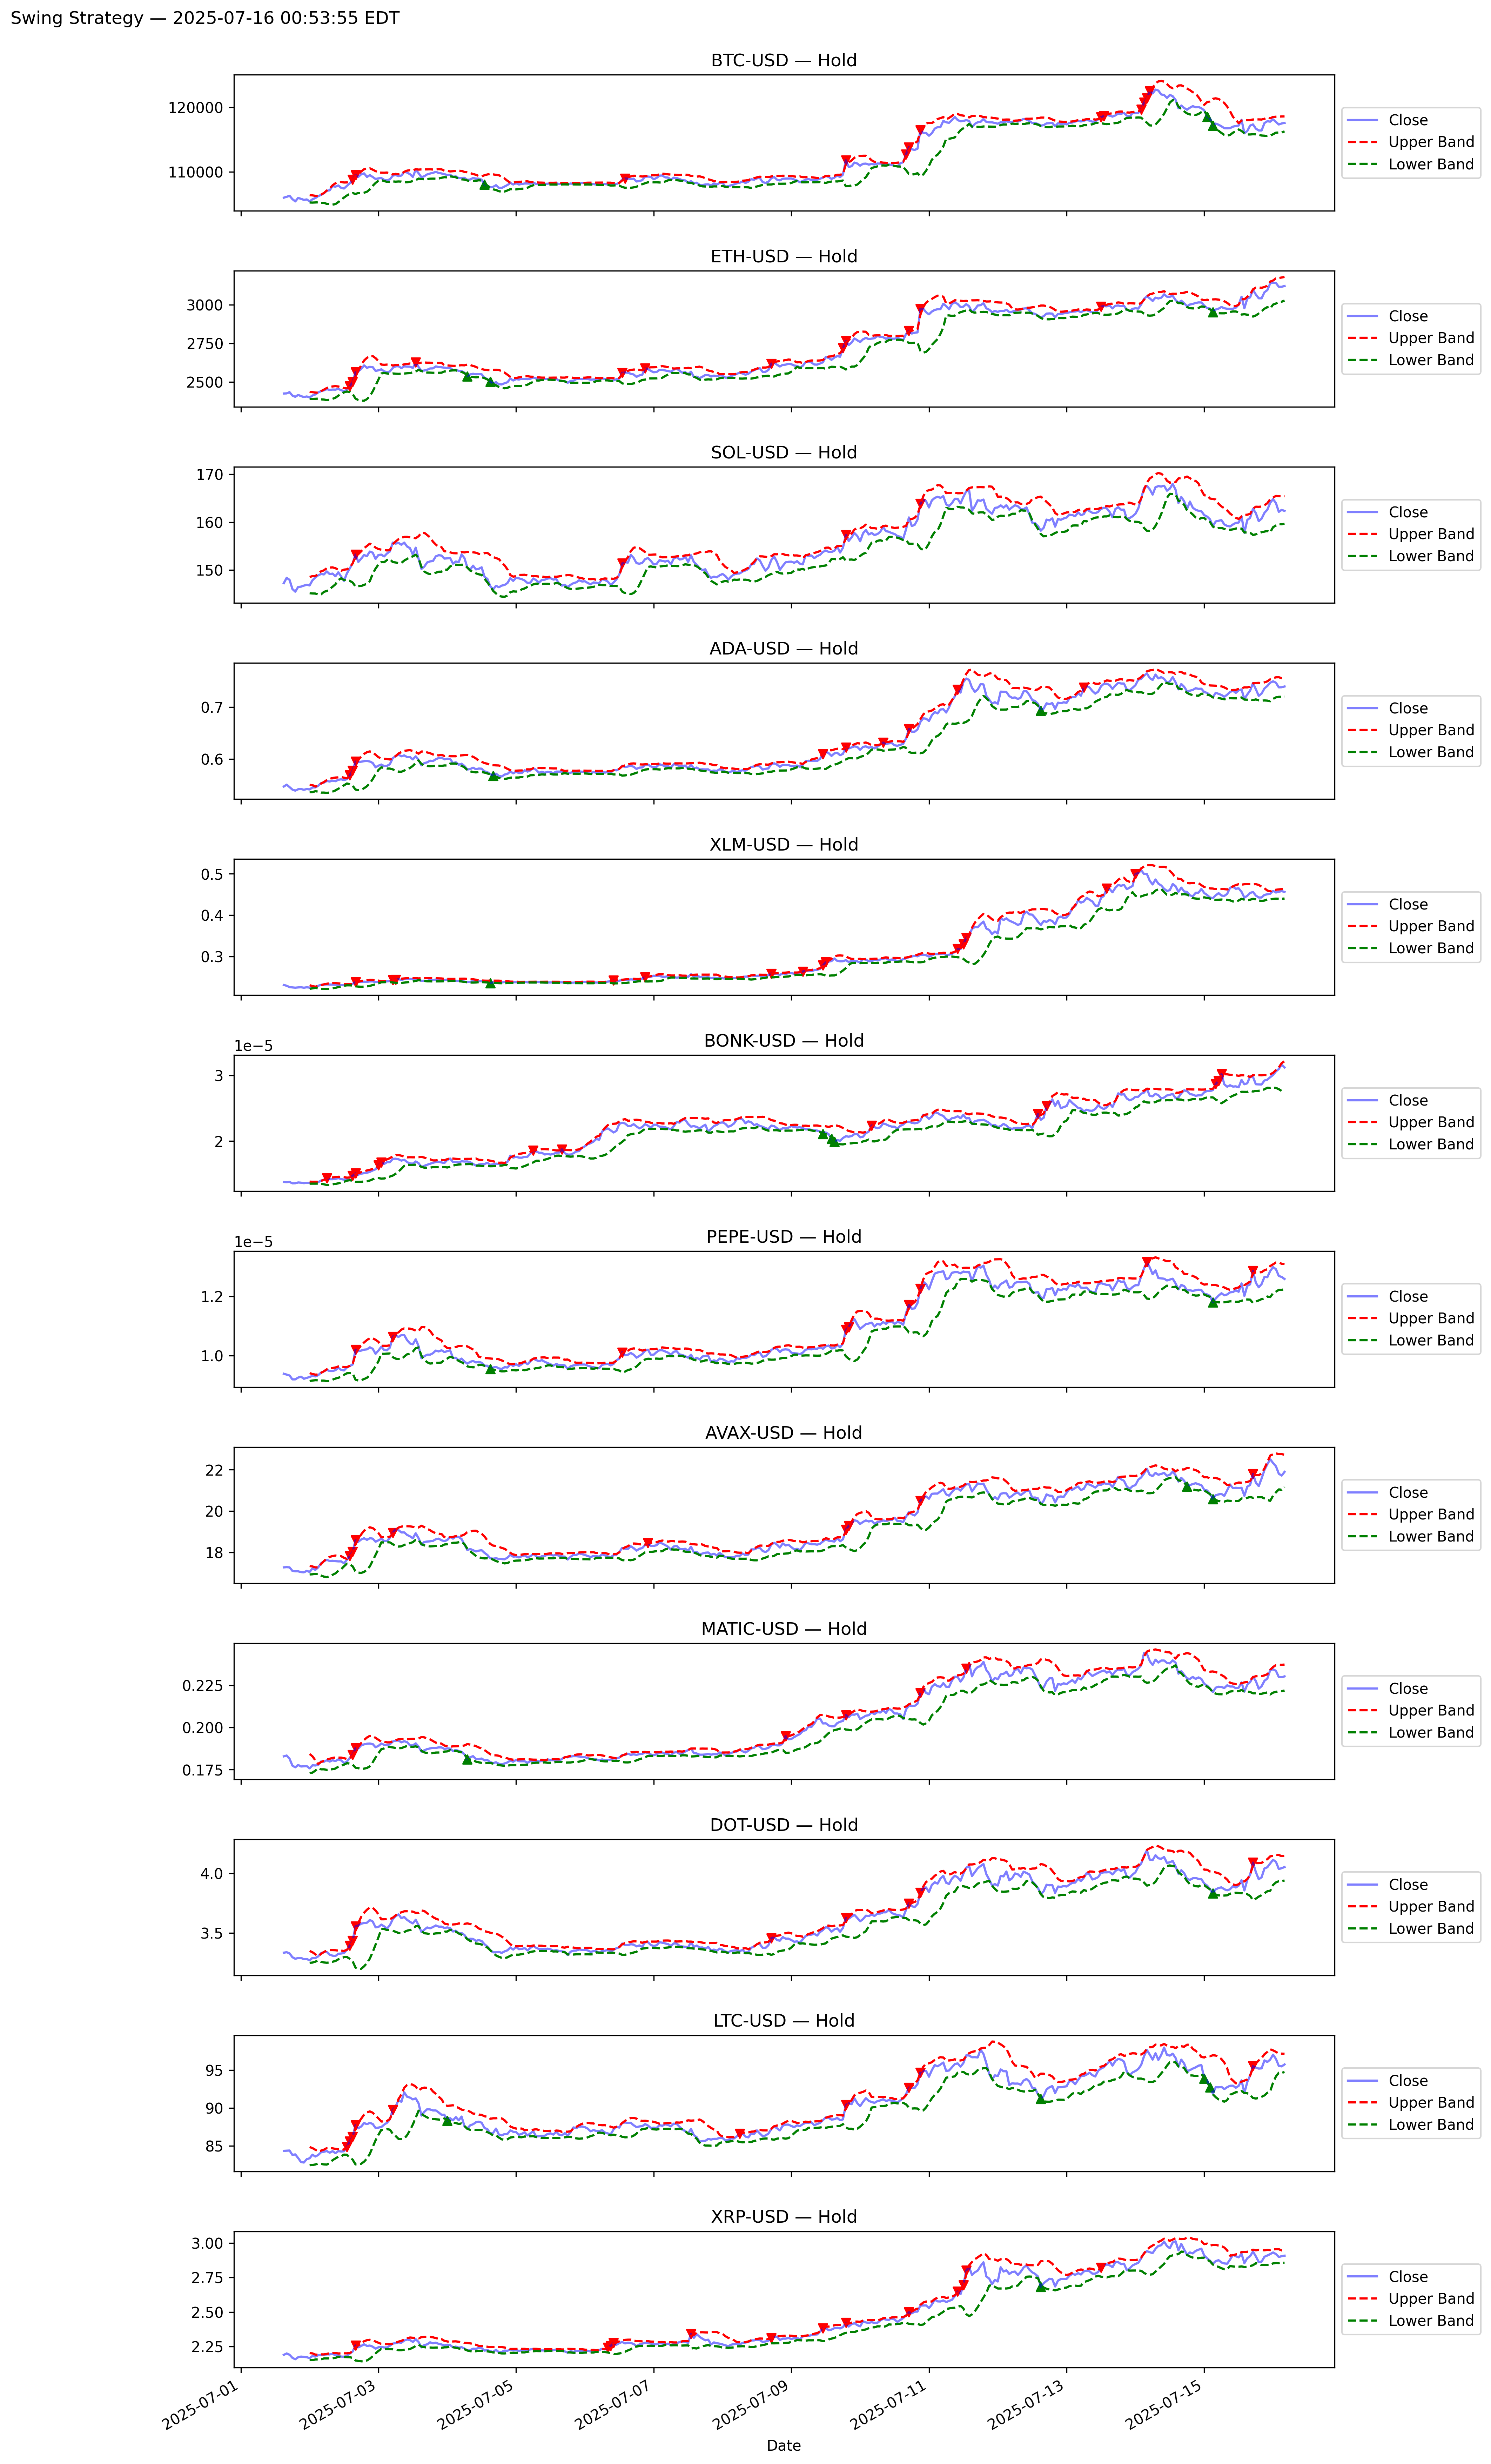 Swing Strategy — 2025-07-16 00:53:55 EDT
BTC-USD — Hold
120000
110000
Close
Upper Band
Lower Band
ETH-USD — Hold
3000
2750
2500
Close
Upper Band
Lower Band
SOL-USD — Hold
170
160
150
Close
Upper Band
Lower Band
ADA-USD — Hold
0.7
0.6
Close
Upper Band
Lower Band
XLM-USD — Hold
0.5
0.4
0.3
Close
Upper Band
Lower Band
BONK-USD — Hold
1e−5
3
2
Close
Upper Band
Lower Band
PEPE-USD — Hold
1e−5
1.2
1.0
Close
Upper Band
Lower Band
AVAX-USD — Hold
22
20
18
Close
Upper Band
Lower Band
MATIC-USD — Hold
0.225
0.200
0.175
Close
Upper Band
Lower Band
DOT-USD — Hold
4.0
3.5
Close
Upper Band
Lower Band
LTC-USD — Hold
95
90
85
Close
Upper Band
Lower Band
XRP-USD — Hold
3.00
2.75
2.50
2.25
Close
Upper Band
Lower Band
2025-07-01
2025-07-03
2025-07-05
2025-07-07
2025-07-09
2025-07-11
2025-07-13
2025-07-15
Date